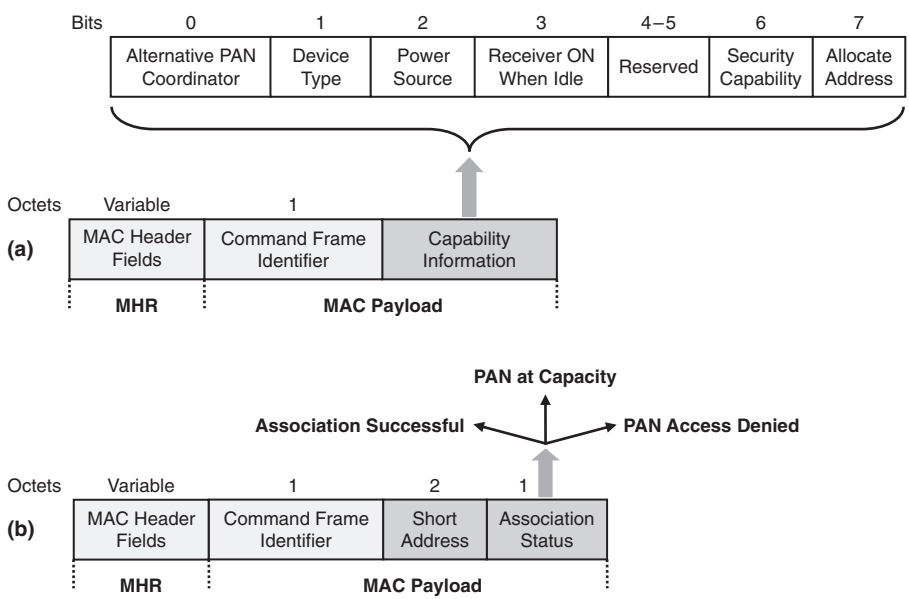 Bits 0 1 2 3 4–5 6 7
Alternative PAN Device Power Receiver ON Reserved Security Allocate
Coordinator Type Source When Idle Capability Address
Octets Variable 1
(a) MAC Header Command Frame Capability
Fields Identifier Information
MHR MAC Payload
PAN at Capacity
Association Successful PAN Access Denied
Octets Variable 1 2 1
(b) MAC Header Command Frame Short Association
Fields Identifier Address Status
MHR MAC Payload